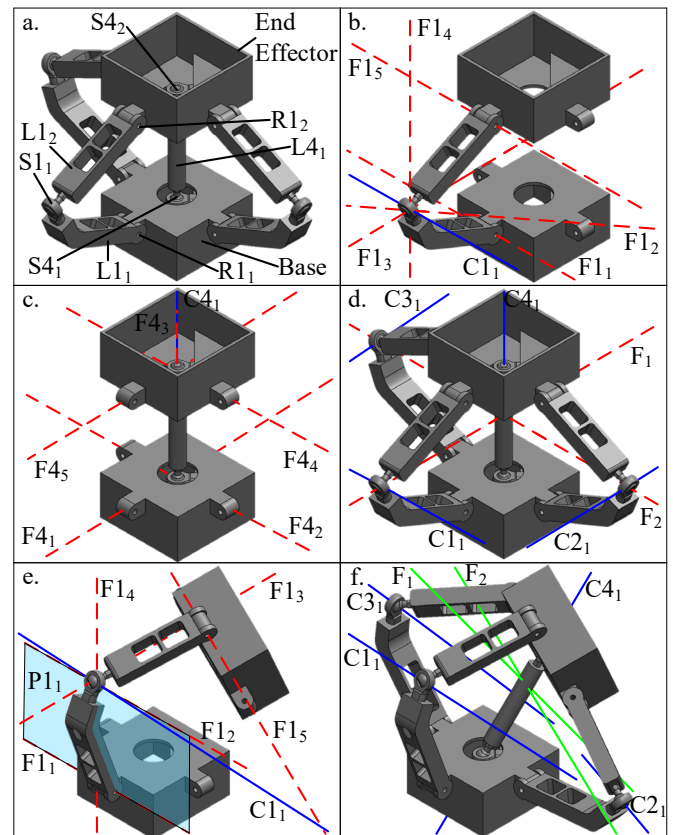 a.
S4₂
End
Effector
R1₂
L1₂
L4₁
S1₁
S4₁
L1₁
R1₁
Base
b.
F1₄
F1₅
F1₂
F1₃
C1₁
F1₁
c.
C4₁
F4₃
F4₅
F4₄
F4₁
F4₂
d.
C3₁
C4₁
F₁
F₂
C1₁
C2₁
e.
F1₄
F1₃
P1₁
F1₂
F1₁
F1₅
C1₁
f.
F₁
F₂
C3₁
C4₁
C1₁
C2₁